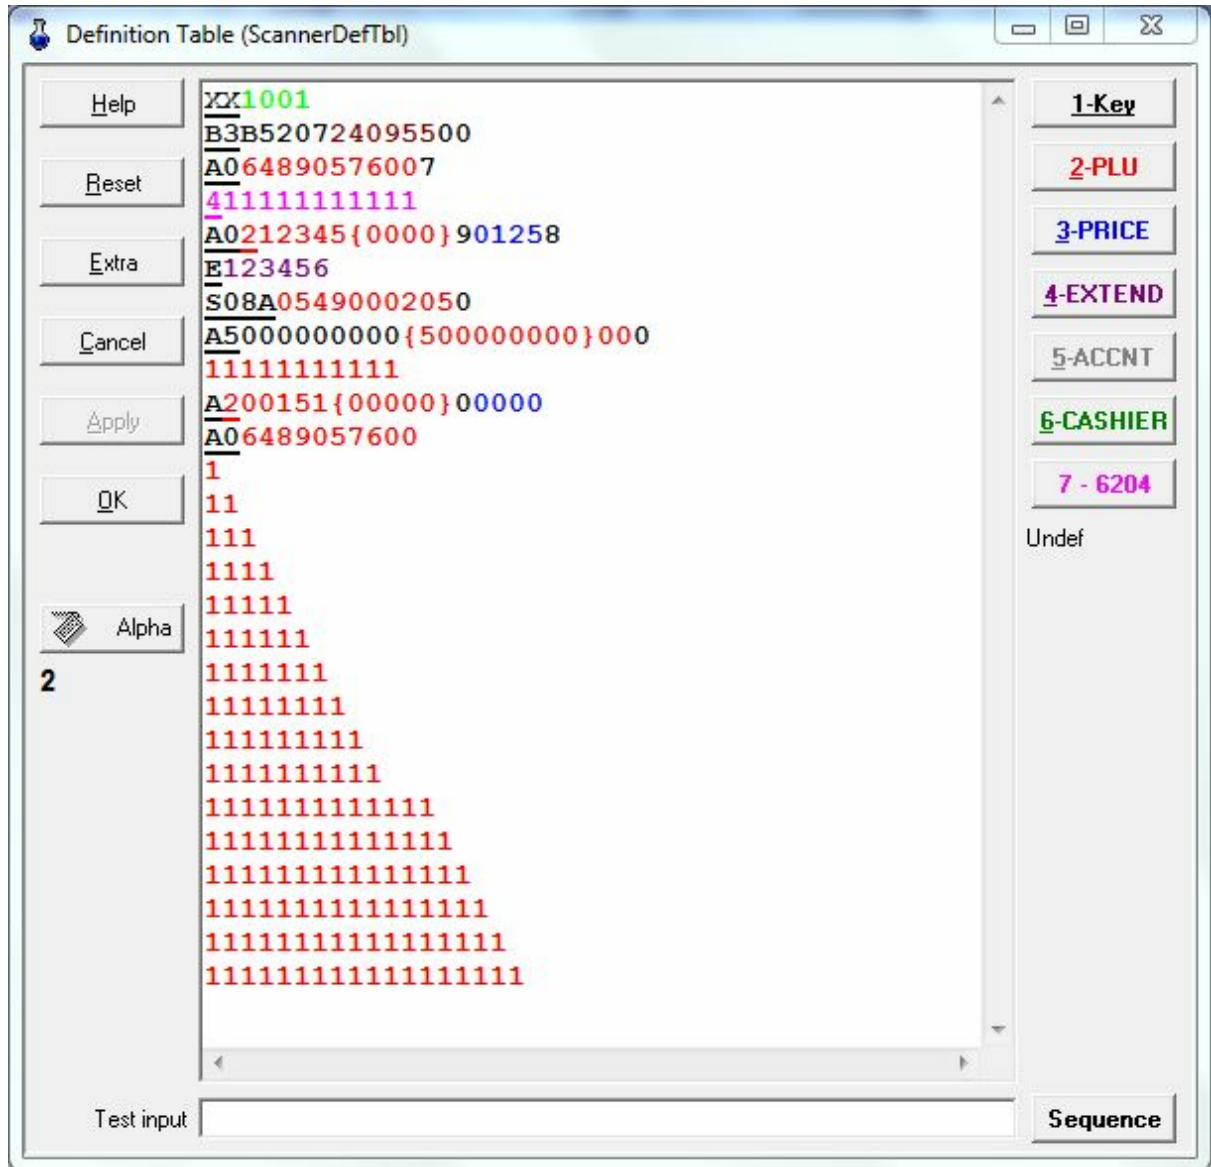 Definition Table (ScannerDefTbl)
Help
Reset
Extra
Cancel
Apply
OK
Alpha
2
XX1001
B3B520724095500
A064890576007
411111111111
A0212345{0000}901258
E123456
S08A05490002050
A5000000000{500000000}000
11111111111
A200151{00000}00000
A06489057600
1
11
111
1111
11111
111111
1111111
11111111
111111111
1111111111
1111111111111
11111111111111
111111111111111
1111111111111111
11111111111111111
111111111111111111
1-Key
2-PLU
3-PRICE
4-EXTEND
5-ACCNT
6-CASHIER
7 - 6204
Undef
Test input
Sequence